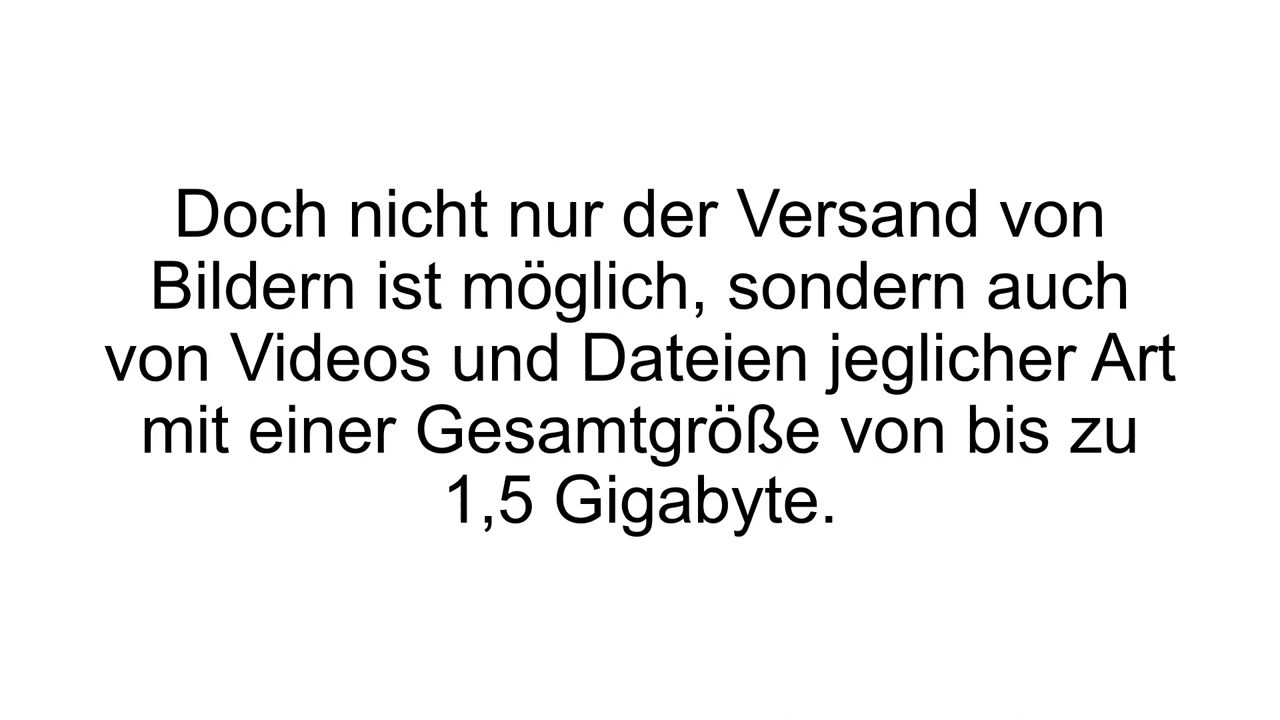 Doch nicht nur der Versand von
Bildern ist möglich, sondern auch
von Videos und Dateien jeglicher Art
mit einer Gesamtgröße von bis zu
1,5 Gigabyte.